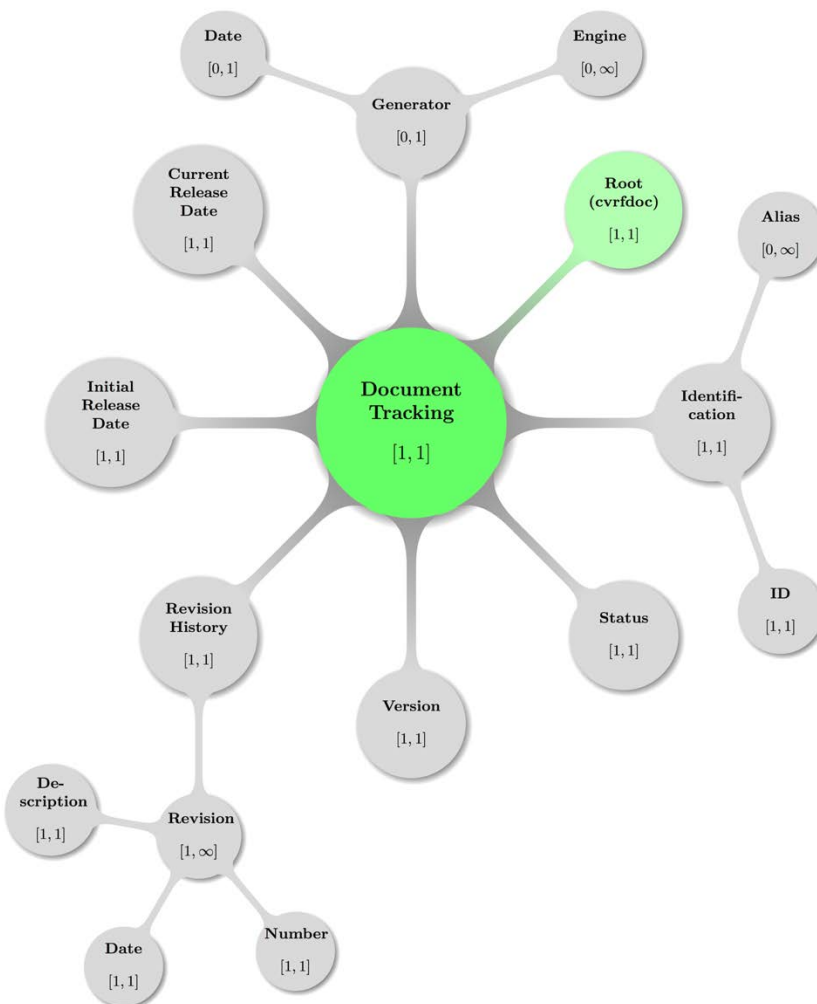 Date
[0, 1]
Engine
[0, ∞]
Generator
[0, 1]
Current
Release
Date
[1, 1]
Root
(cvrfdoc)
[1, 1]
Alias
[0, ∞]
Document
Tracking
[1, 1]
Initial
Release
Date
[1, 1]
Identifi-
cation
[1, 1]
Revision
History
[1, 1]
Status
[1, 1]
ID
[1, 1]
Version
[1, 1]
De-
scription
[1, 1]
Revision
[1, ∞]
Date
[1, 1]
Number
[1, 1]